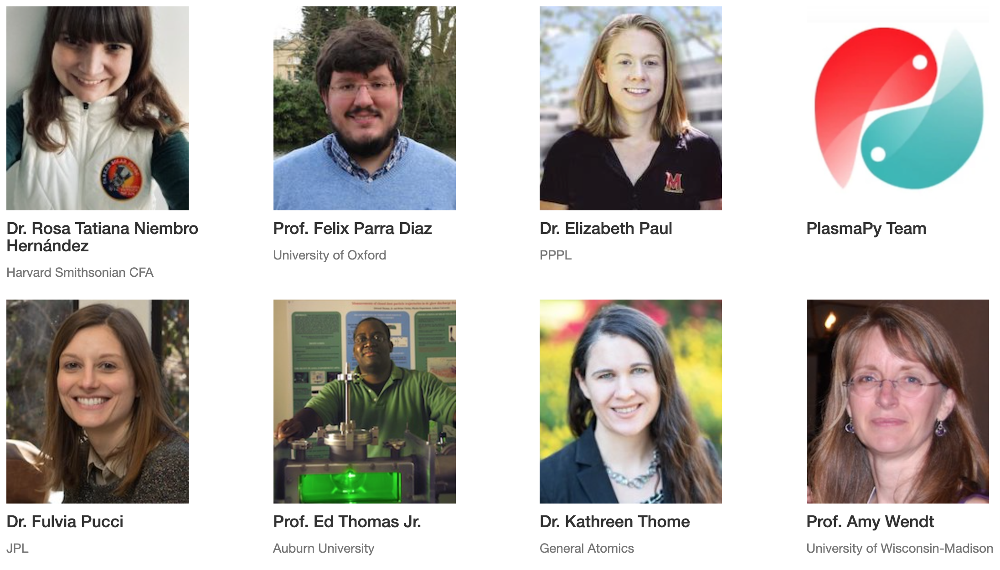 Dr. Rosa Tatiana Niembro
Hernández
Harvard Smithsonian CFA
Prof. Felix Parra Diaz
University of Oxford
M
Dr. Elizabeth Paul
PPPL
PlasmaPy Team
Dr. Fulvia Pucci
JPL
Prof. Ed Thomas Jr.
Auburn University
Dr. Kathreen Thome
General Atomics
Prof. Amy Wendt
University of Wisconsin-Madison